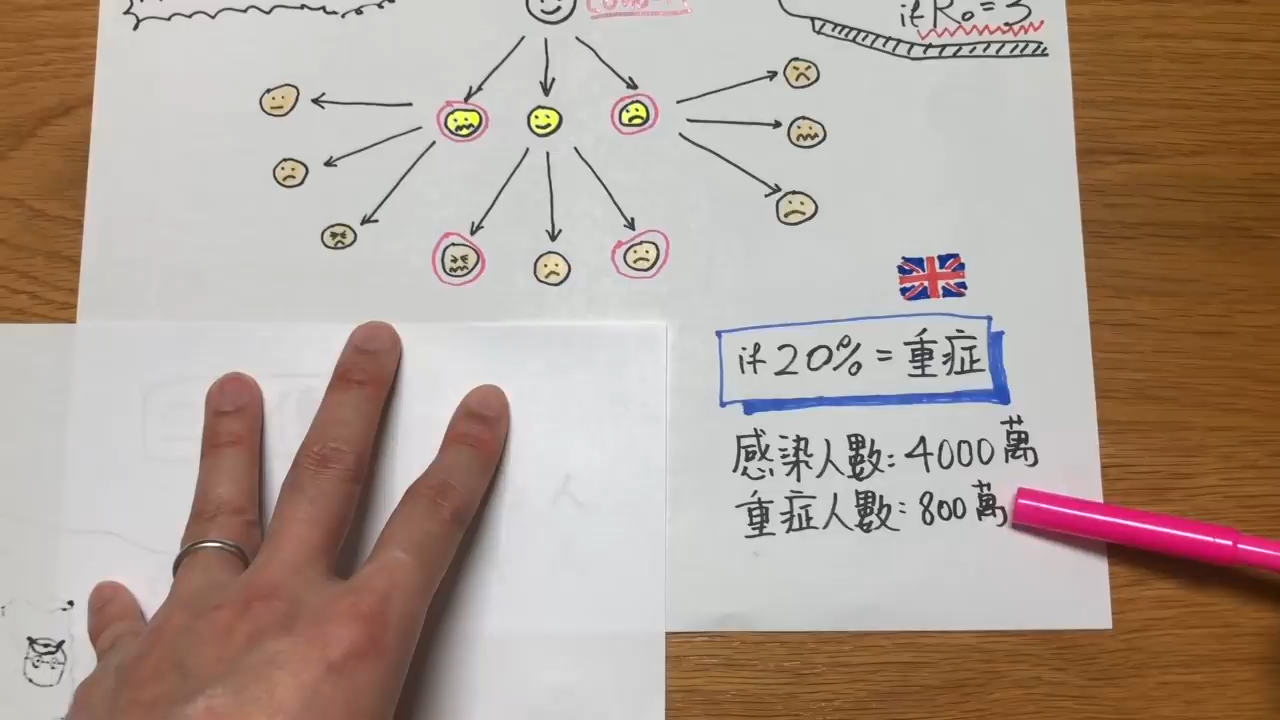 if R₀=3
if 20% = 重症
感染人數: 4000萬
重症人數: 800萬